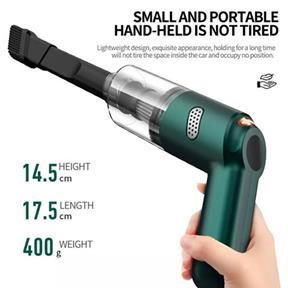 SMALL AND PORTABLE
HAND-HELD IS NOT TIRED
Lightweight design, exquisite appearance, holding for a long time
will not tire the space inside the car and occupy no position.
14.5 HEIGHT
cm
17.5 LENGTH
cm
400 WEIGHT
g